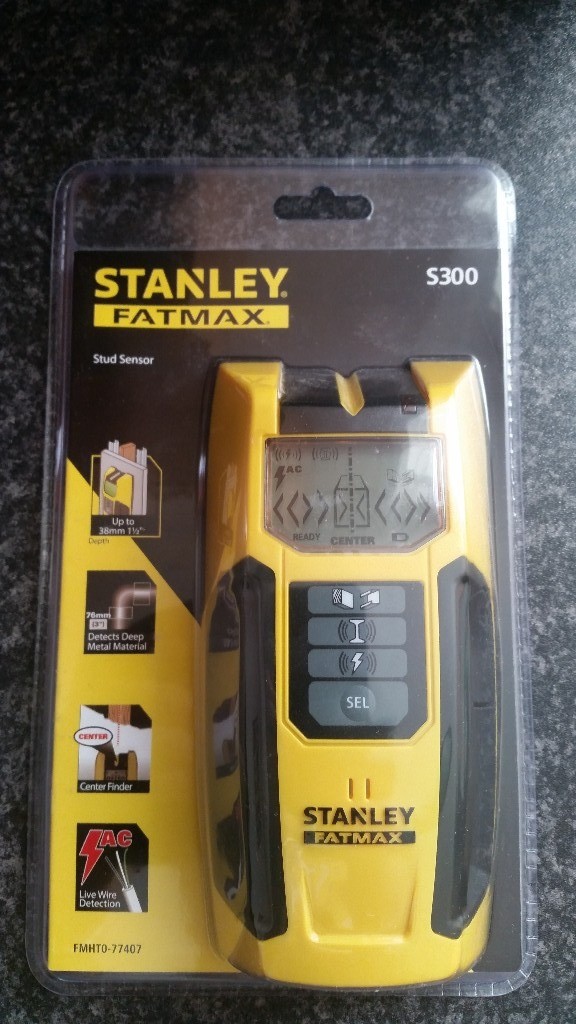 STANLEY®
FATMAX®
S300
Stud Sensor
Up to
38mm 1½"
Depth
76mm
(3")
Detects Deep
Metal Material
CENTER
Center Finder
AC
Live Wire
Detection
FMHT0-77407
AC
READY CENTER
SEL
STANLEY
FATMAX